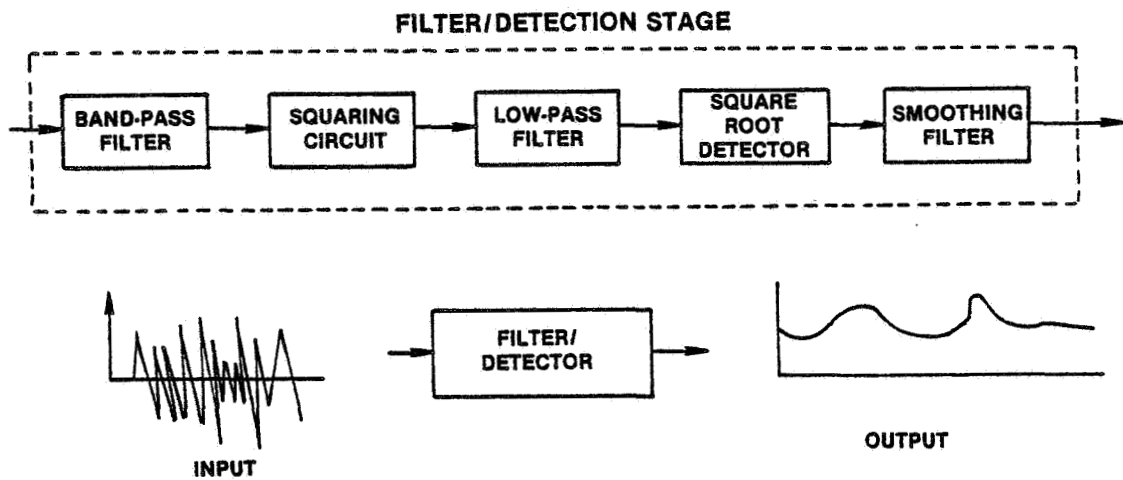 FILTER/DETECTION STAGE
BAND-PASS
FILTER
SQUARING
CIRCUIT
LOW-PASS
FILTER
SQUARE
ROOT
DETECTOR
SMOOTHING
FILTER
INPUT
FILTER/
DETECTOR
OUTPUT